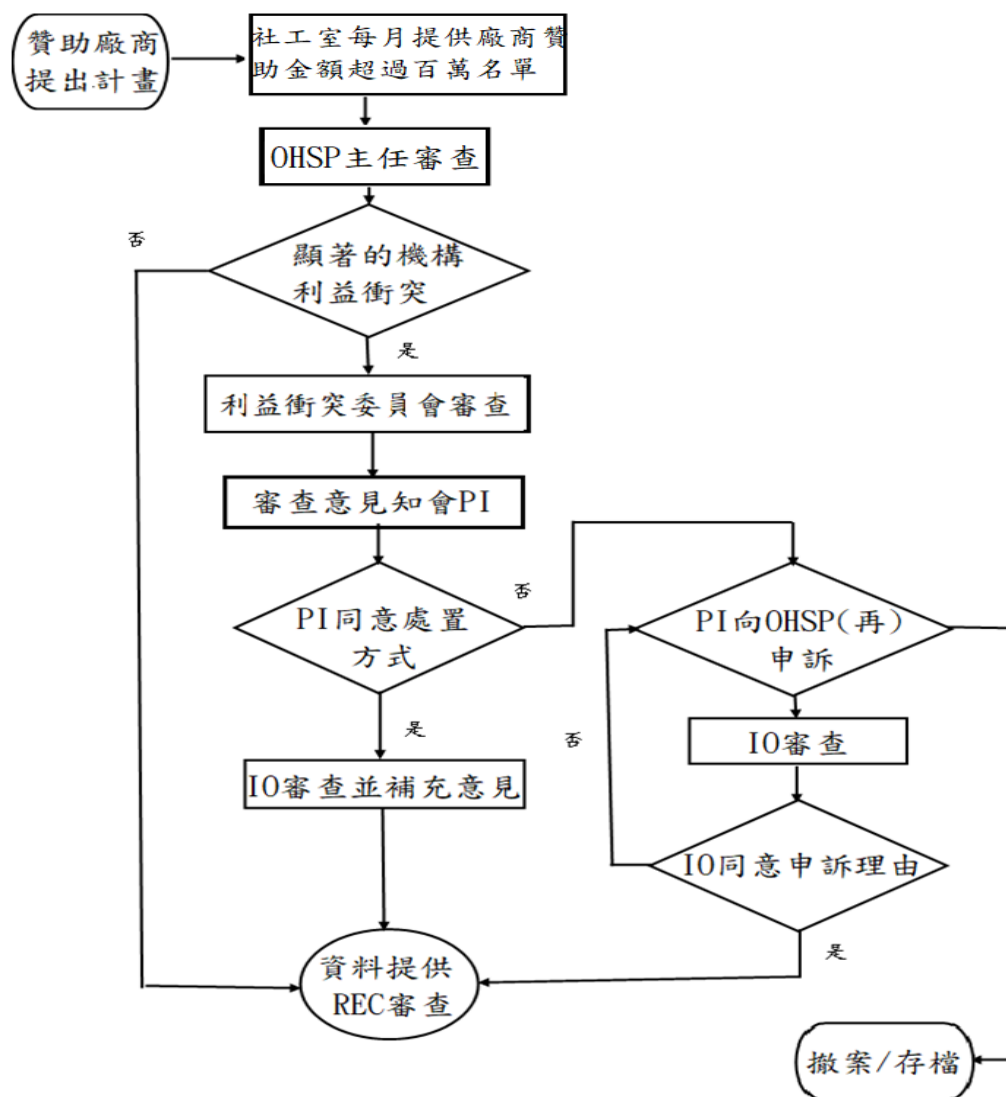 贊助廠商
提出計畫
社工室每月提供廠商贊
助金額超過百萬名單
OHSP主任審查
否
顯著的機構
利益衝突
是
利益衝突委員會審查
審查意見知會PI
PI同意處置
方式
否
PI向OHSP(再)
申訴
是
否
IO審查
IO審查並補充意見
IO同意申訴理由
是
資料提供
REC審查
撤案/存檔